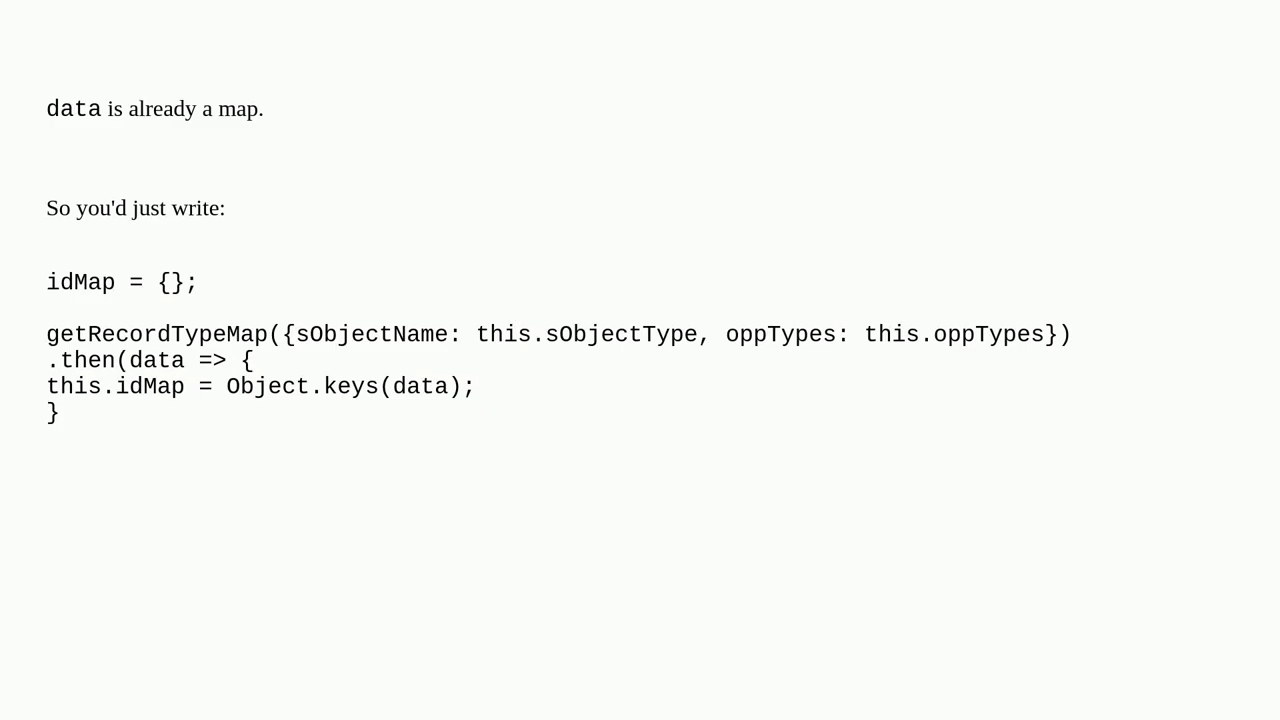 data is already a map.
So you'd just write:
idMap = {};
getRecordTypeMap({sObjectName: this.sObjectType, oppTypes: this.oppTypes})
.then(data => {
this.idMap = Object.keys(data);
}